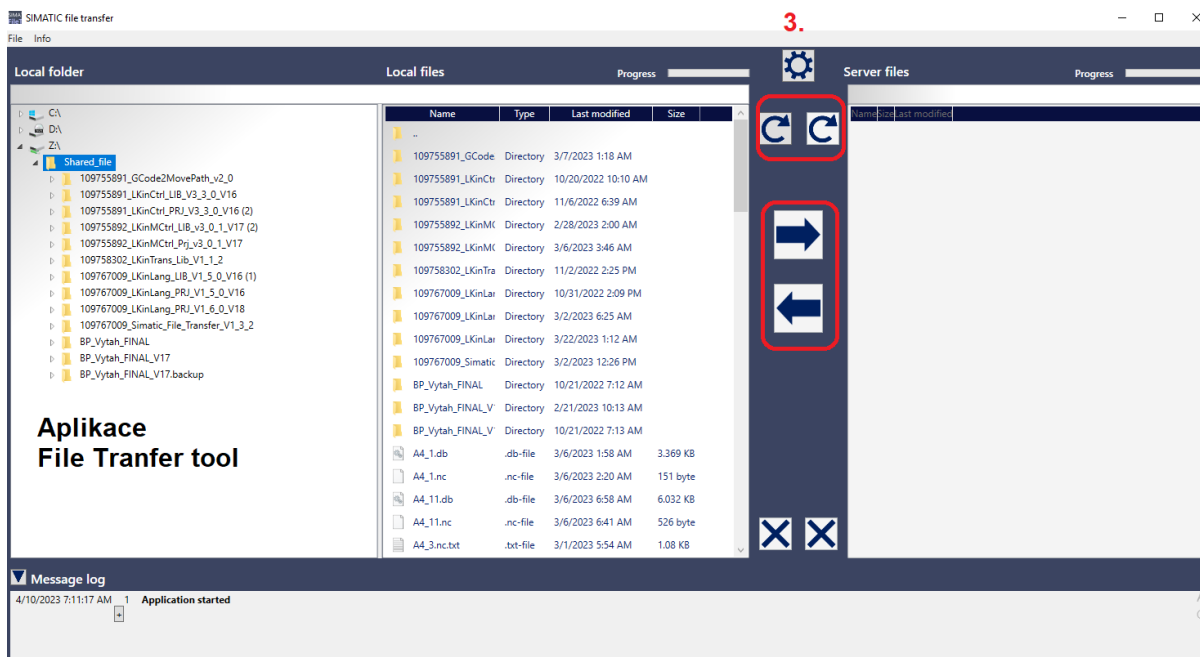 SIMATIC file transfer
File Info
3.
Local folder
Local files
Progress
Server files
Progress
C:\
D:\
Z:\
Shared_file
109755891_GCode2MovePath_v2_0
109755891_LKinCtrl_LIB_V3_3_0_V16
109755891_LKinCtrl_PRJ_V3_3_0_V16 (2)
109755892_LKinMCtrl_LIB_v3_0_1_V17 (2)
109755892_LKinMCtrl_Prj_v3_0_1_V17
109758302_LKinTrans_Lib_V1_1_2
109767009_LKinLang_LIB_V1_5_0_V16 (1)
109767009_LKinLang_PRJ_V1_5_0_V16
109767009_LKinLang_PRJ_V1_6_0_V18
109767009_Simatic_File_Transfer_V1_3_2
BP_Vytah_FINAL
BP_Vytah_FINAL_V17
BP_Vytah_FINAL_V17.backup
Aplikace
File Tranfer tool
Name Type Last modified Size
..
109755891_GCode Directory 3/7/2023 1:18 AM
109755891_LKinCtr Directory 10/20/2022 10:10 AM
109755891_LKinCtr Directory 11/6/2022 6:39 AM
109755892_LKinM( Directory 2/28/2023 2:00 AM
109755892_LKinM( Directory 3/6/2023 3:46 AM
109758302_LKinTra Directory 11/2/2022 2:25 PM
109767009_LKinLar Directory 10/31/2022 2:09 PM
109767009_LKinLar Directory 3/2/2023 6:25 AM
109767009_LKinLar Directory 3/22/2023 1:12 AM
109767009_Simatic Directory 3/2/2023 12:26 PM
BP_Vytah_FINAL Directory 10/21/2022 7:12 AM
BP_Vytah_FINAL_V Directory 2/21/2023 10:13 AM
BP_Vytah_FINAL_V Directory 10/21/2022 7:13 AM
A4_1.db .db-file 3/6/2023 1:58 AM 3.369 KB
A4_1.nc .nc-file 3/6/2023 2:20 AM 151 byte
A4_11.db .db-file 3/6/2023 6:58 AM 6.032 KB
A4_11.nc .nc-file 3/6/2023 6:41 AM 526 byte
A4_3.nc.txt .txt-file 3/1/2023 5:54 AM 1.08 KB
Name Size Last modified
Message log
4/10/2023 7:11:17 AM 1 Application started
+